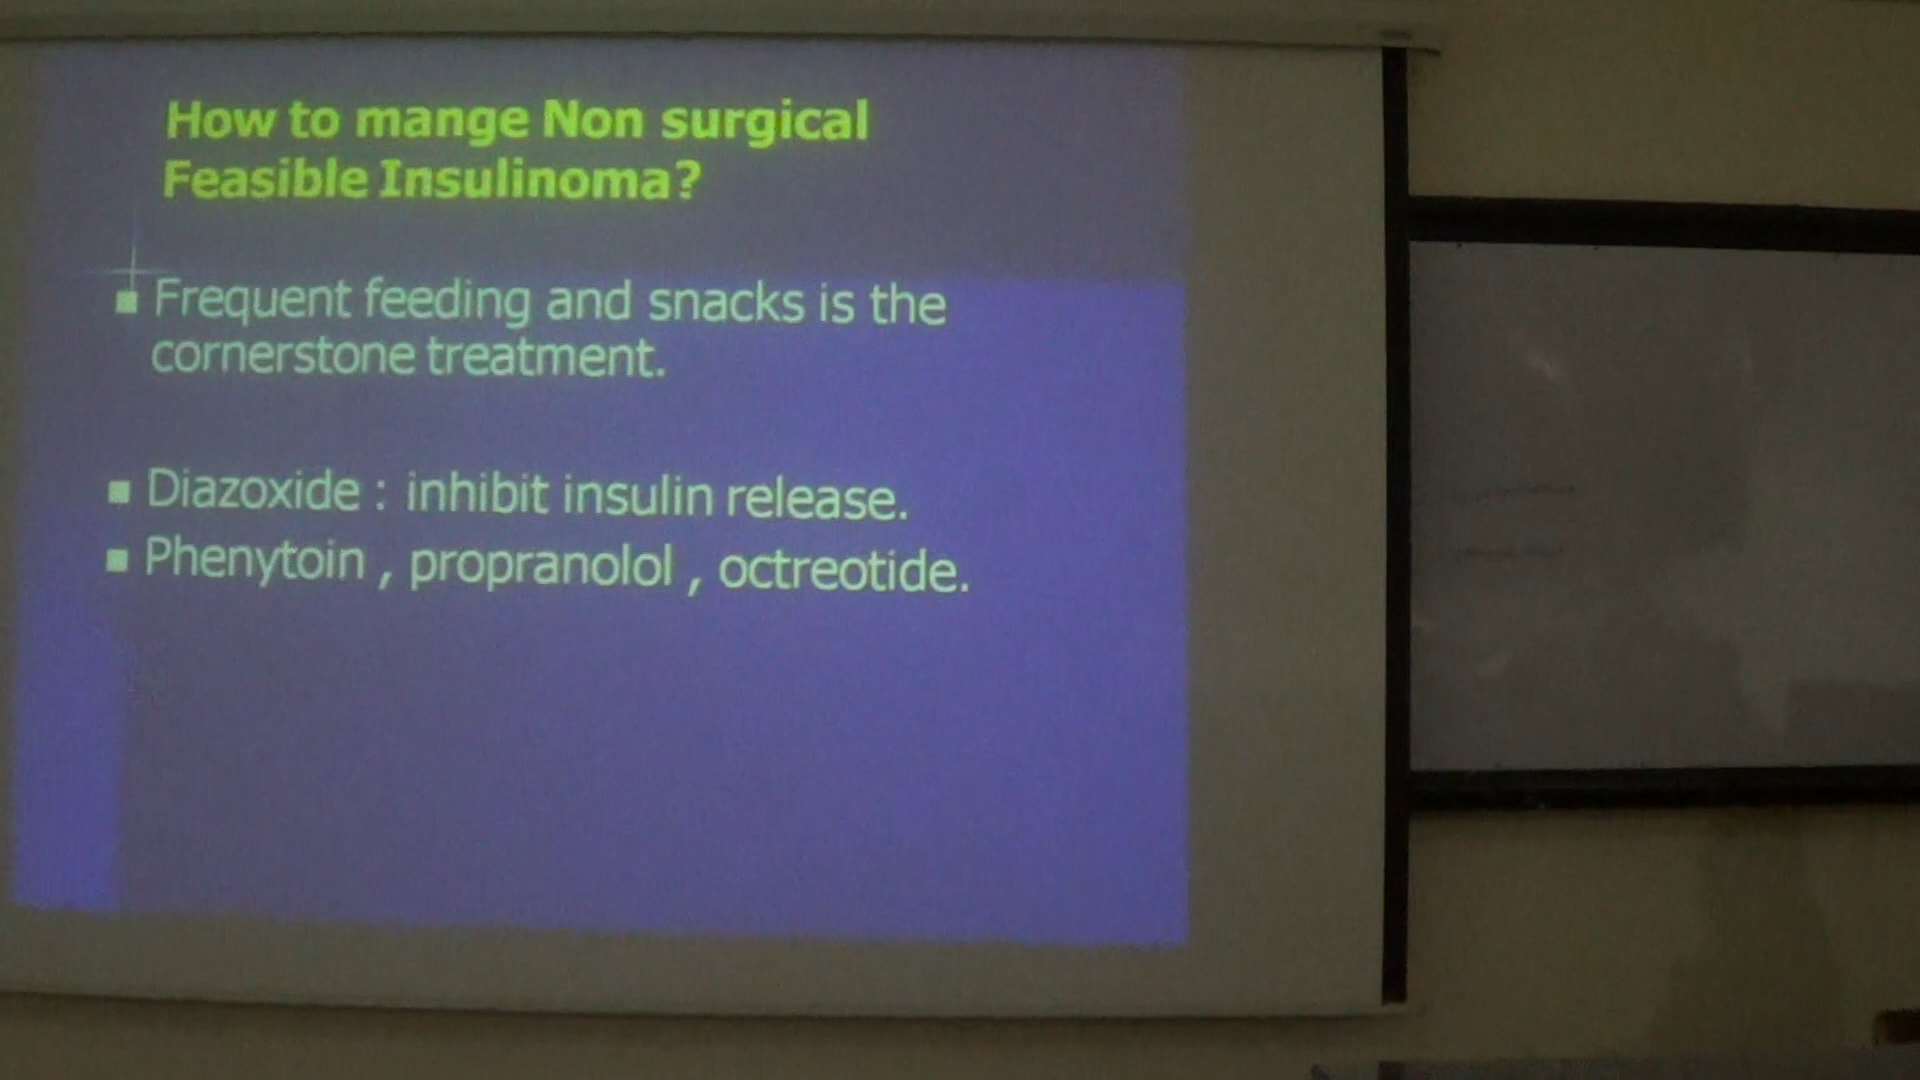 How to mange Non surgical
Feasible Insulinoma?
▪ Frequent feeding and snacks is the
cornerstone treatment.
▪ Diazoxide : inhibit insulin release.
▪ Phenytoin , propranolol , octreotide.